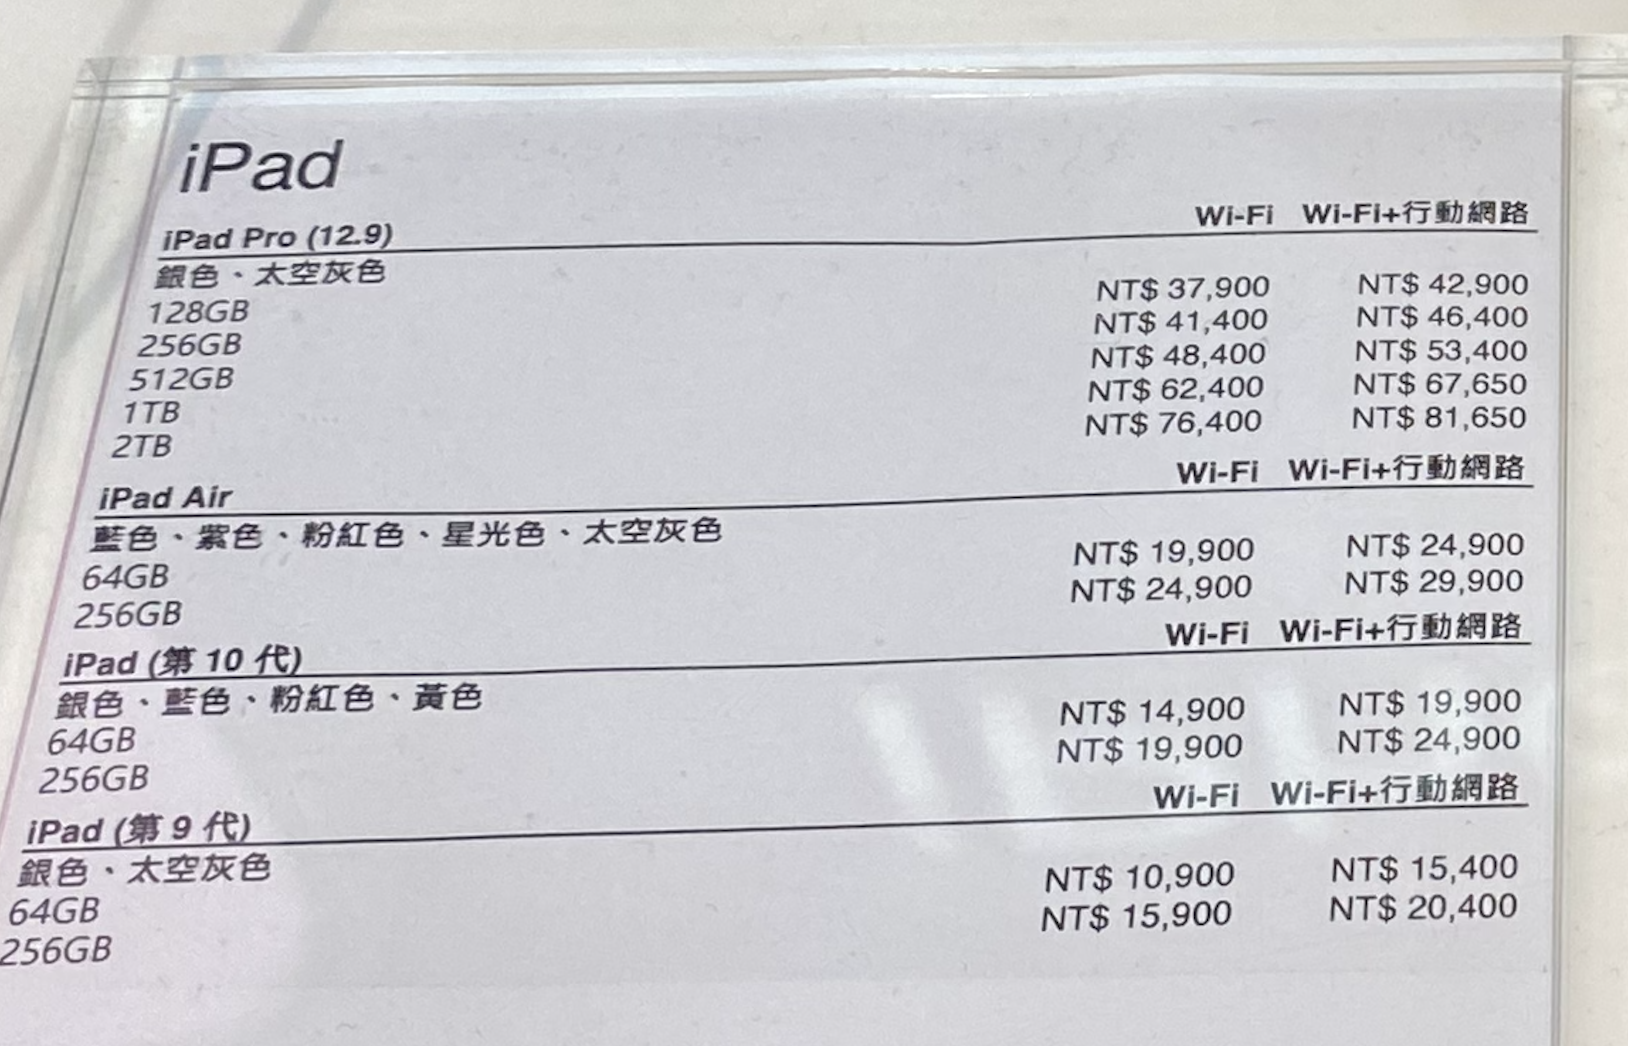 iPad
iPad Pro (12.9) Wi-Fi Wi-Fi+行動網路
銀色、太空灰色
128GB NT$ 37,900 NT$ 42,900
256GB NT$ 41,400 NT$ 46,400
512GB NT$ 48,400 NT$ 53,400
1TB NT$ 62,400 NT$ 67,650
2TB NT$ 76,400 NT$ 81,650
iPad Air Wi-Fi Wi-Fi+行動網路
藍色、紫色、粉紅色、星光色、太空灰色
64GB NT$ 19,900 NT$ 24,900
256GB NT$ 24,900 NT$ 29,900
iPad (第 10 代) Wi-Fi Wi-Fi+行動網路
銀色、藍色、粉紅色、黃色
64GB NT$ 14,900 NT$ 19,900
256GB NT$ 19,900 NT$ 24,900
iPad (第 9 代) Wi-Fi Wi-Fi+行動網路
銀色、太空灰色
64GB NT$ 10,900 NT$ 15,400
256GB NT$ 15,900 NT$ 20,400